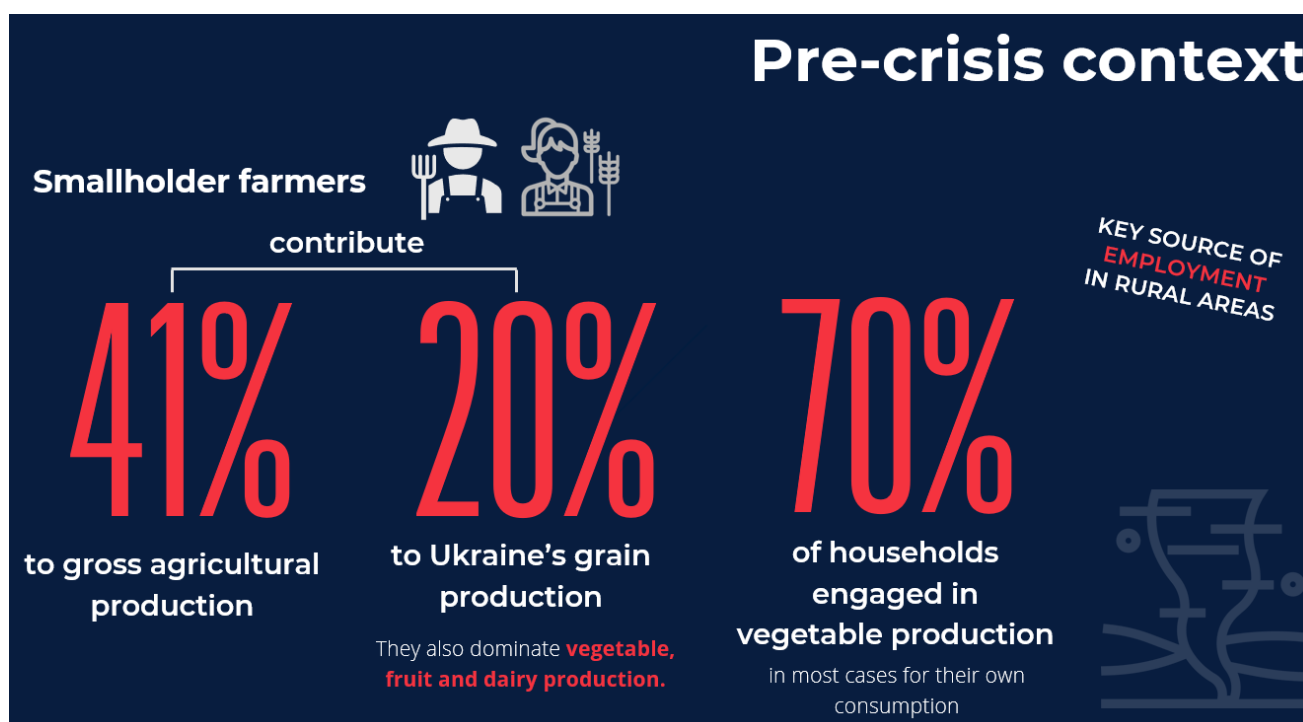 Pre-crisis context
Smallholder farmers
contribute
41%
to gross agricultural
production
20%
to Ukraine’s grain
production
They also dominate vegetable,
fruit and dairy production.
70%
of households
engaged in
vegetable production
in most cases for their own
consumption
KEY SOURCE OF
EMPLOYMENT
IN RURAL AREAS